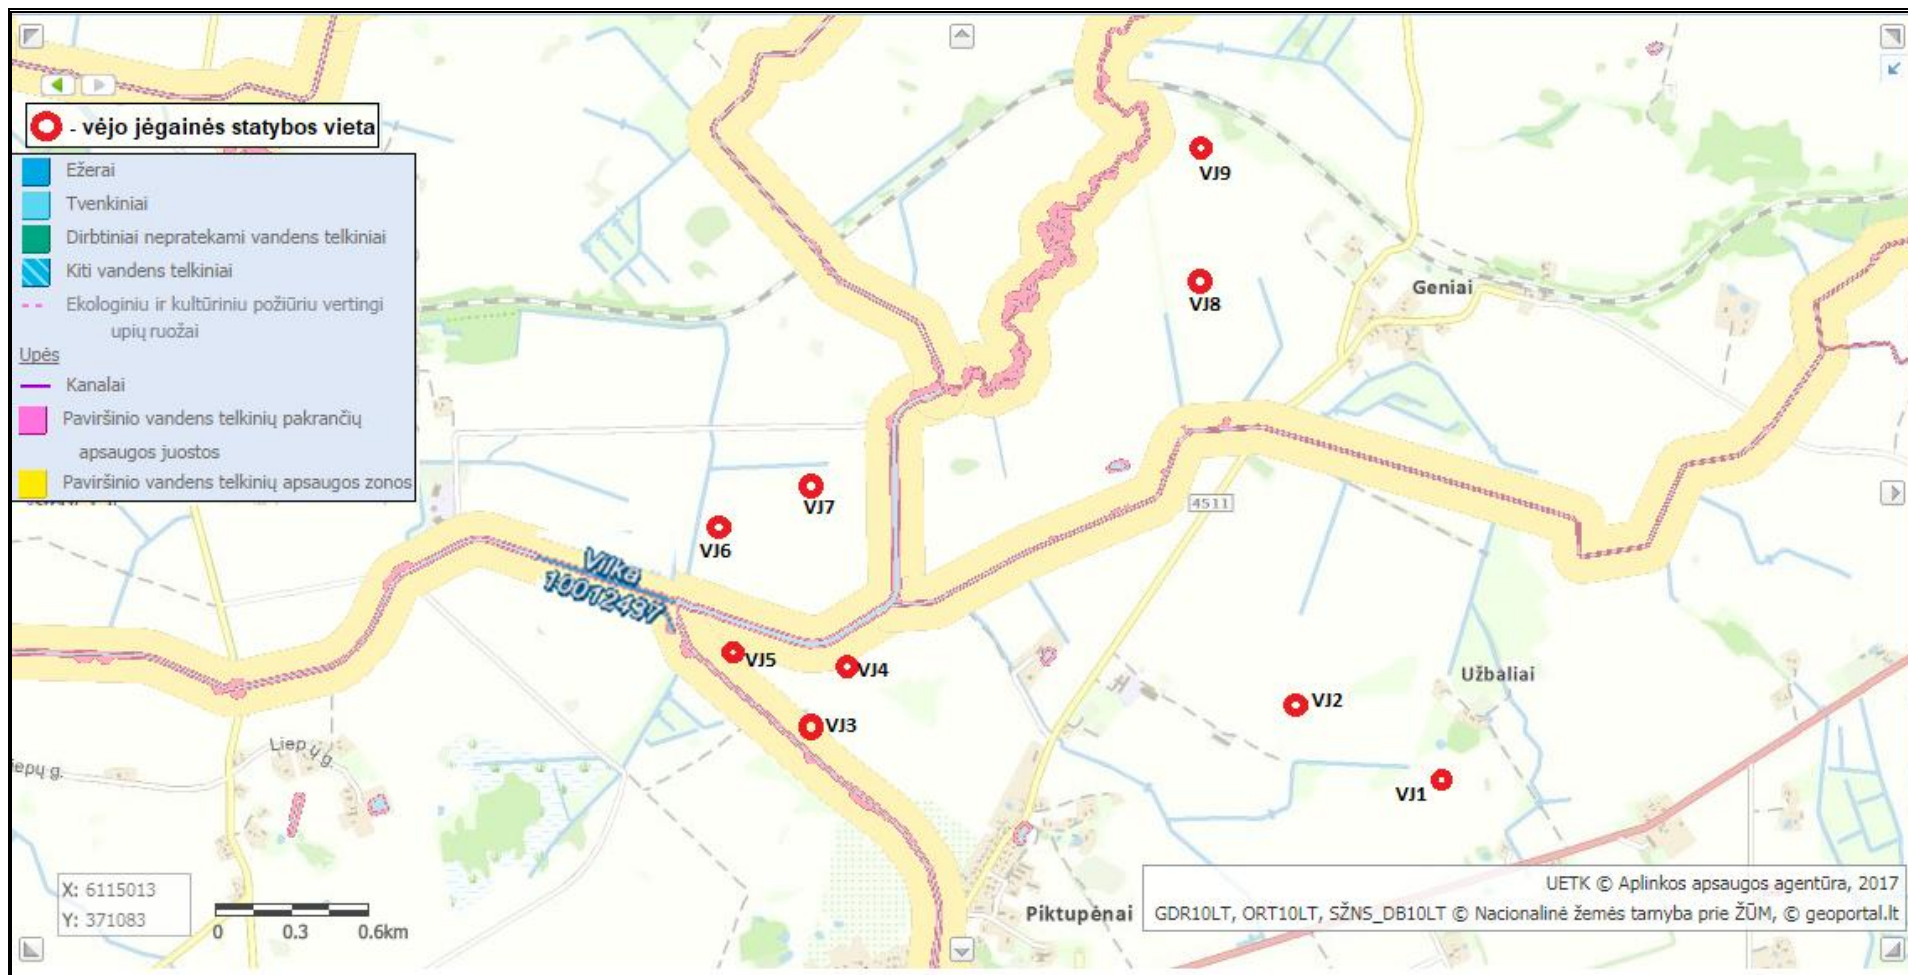 - vėjo jėgainės statybos vieta
Ežerai
Tvenkiniai
Dirbtiniai nepratekami vandens telkiniai
Kiti vandens telkiniai
Ekologiniu ir kultūriniu požiūriu vertingi
upių ruožai
Upės
Kanalai
Paviršinio vandens telkinių pakrančių
apsaugos juostos
Paviršinio vandens telkinių apsaugos zonos
VJ9
VJ8
Geniai
4511
VJ7
VJ6
Vilka
10012497
VJ5
VJ4
VJ3
Užbaliai
VJ2
VJ1
Liepų g.
iepų g.
Piktupėnai
X: 6115013
Y: 371083
0 0.3 0.6km
UETK © Aplinkos apsaugos agentūra, 2017
GDR10LT, ORT10LT, SŽNS_DB10LT © Nacionalinė žemės tarnyba prie ŽŪM, © geoportal.lt